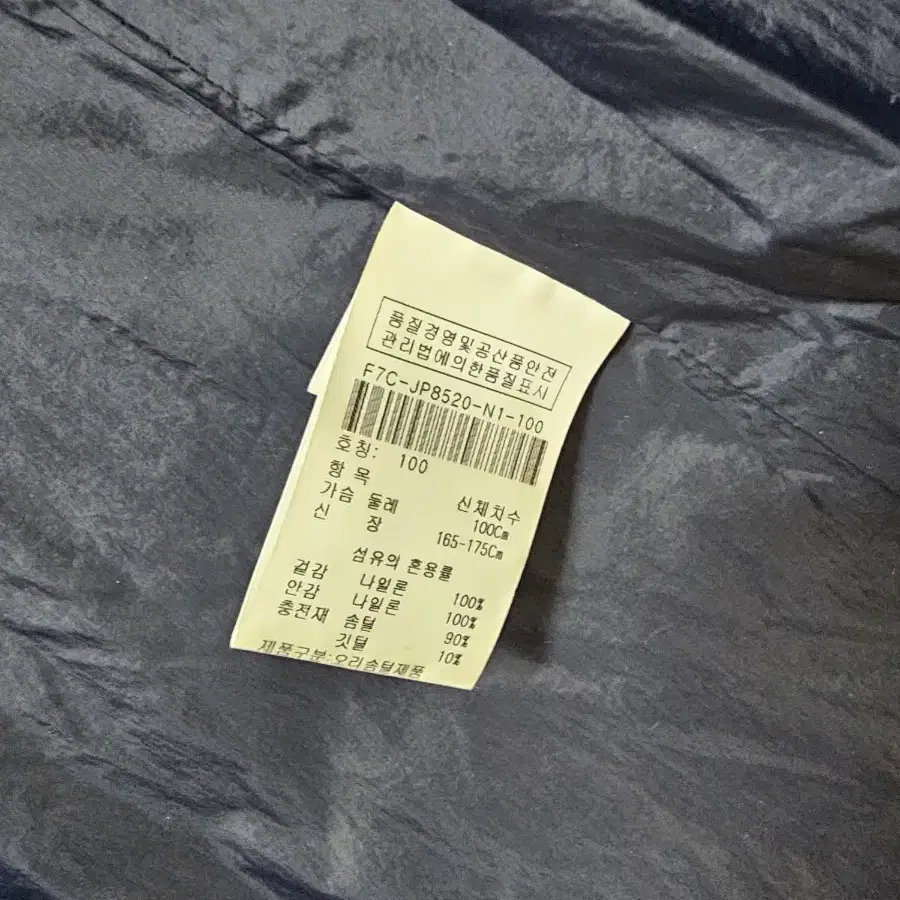 품질경영및공산품안전
관리법에의한품질표시
F7C-JP8520-N1-100
호칭: 100
항목 신체치수
가슴 둘레 100Cm
신 장 165-175Cm
섬유의 혼용률
겉감 나일론 100%
안감 나일론 100%
충전재 솜털 90%
깃털 10%
제품구분:오리솜털제품